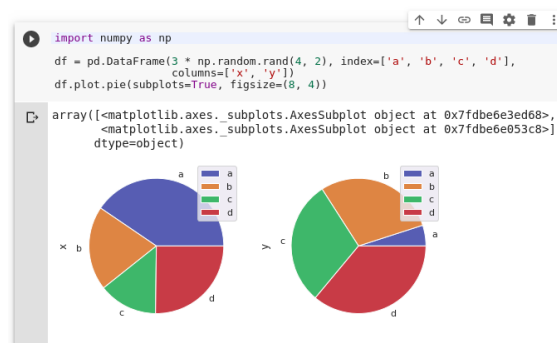 import numpy as np
df = pd.DataFrame(3 * np.random.rand(4, 2), index=['a', 'b', 'c', 'd'],
columns=['x', 'y'])
df.plot.pie(subplots=True, figsize=(8, 4))
array([<matplotlib.axes._subplots.AxesSubplot object at 0x7fdbe6e3ed68>,
<matplotlib.axes._subplots.AxesSubplot object at 0x7fdbe6e053c8>]
dtype=object)
a
b
c
d
x
a
b
c
d
a
b
c
d
y
a
b
c
d